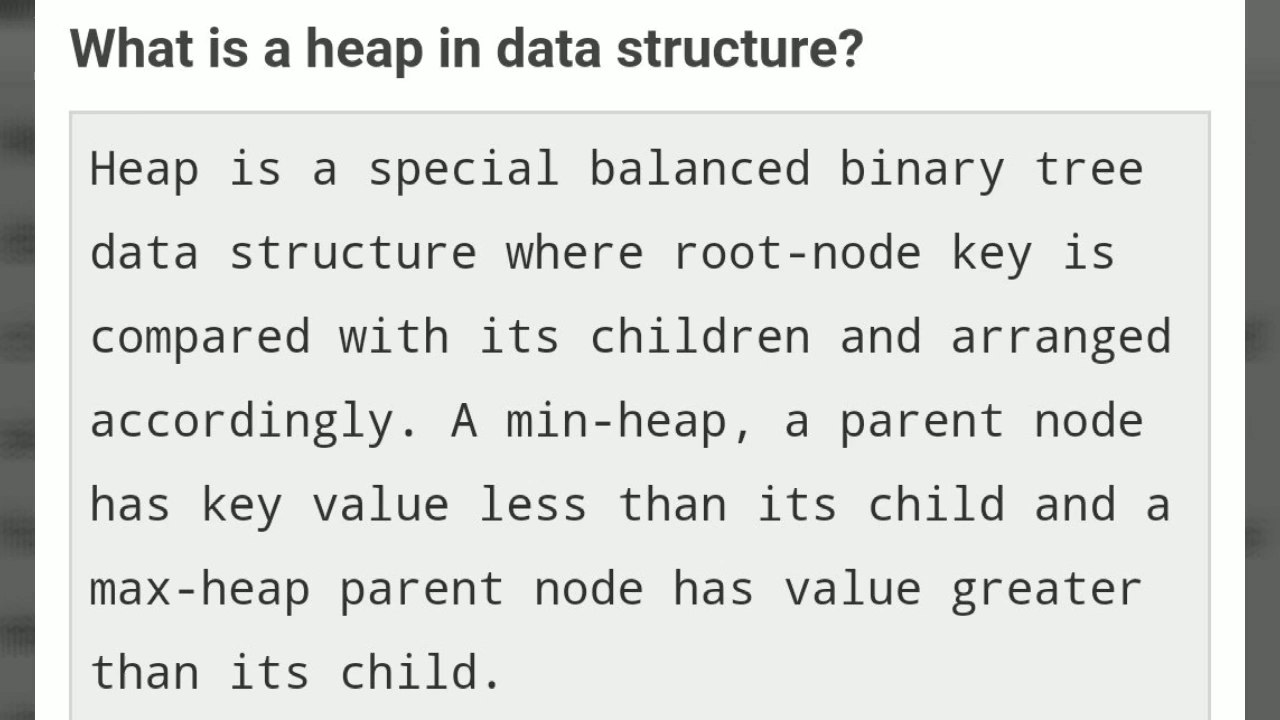 What is a heap in data structure?
Heap is a special balanced binary tree
data structure where root-node key is
compared with its children and arranged
accordingly. A min-heap, a parent node
has key value less than its child and a
max-heap parent node has value greater
than its child.